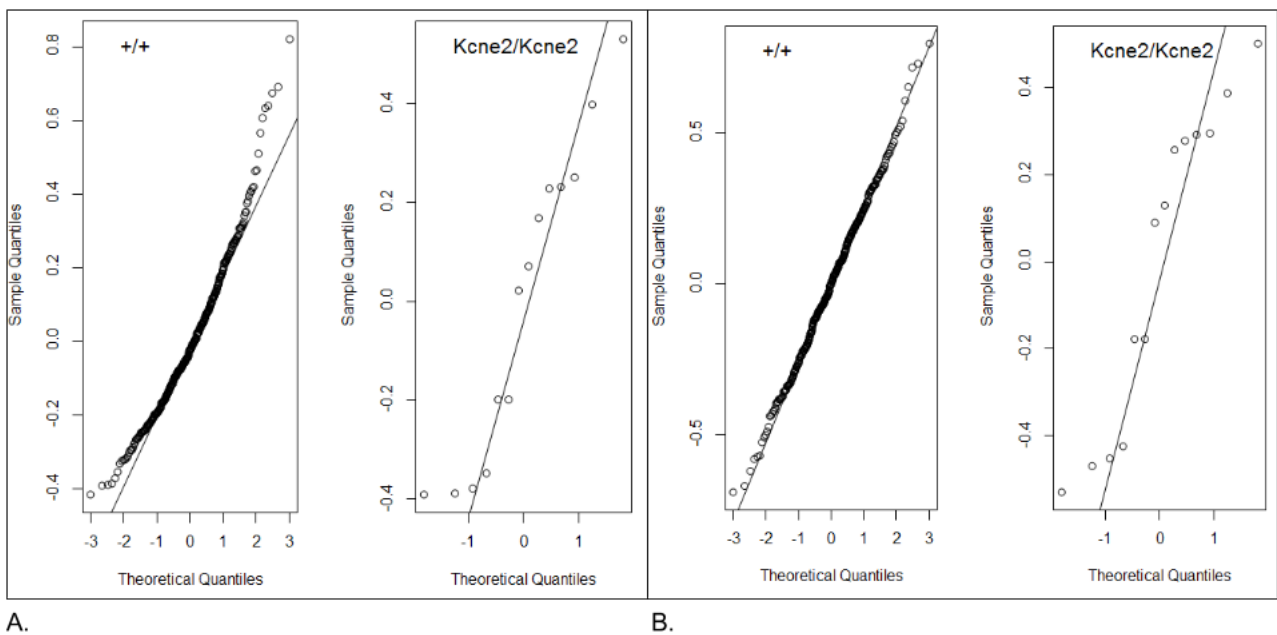 +/+
0.8
0.6
0.4
0.2
0.0
-0.2
-0.4
Sample Quantiles
-3 -2 -1 0 1 2 3
Theoretical Quantiles
Kcne2/Kcne2
0.4
0.2
0.0
-0.2
-0.4
Sample Quantiles
-1 0 1
Theoretical Quantiles
+/+
0.5
0.0
-0.5
Sample Quantiles
-3 -2 -1 0 1 2 3
Theoretical Quantiles
Kcne2/Kcne2
0.4
0.2
0.0
-0.2
-0.4
Sample Quantiles
-1 0 1
Theoretical Quantiles
A.
B.